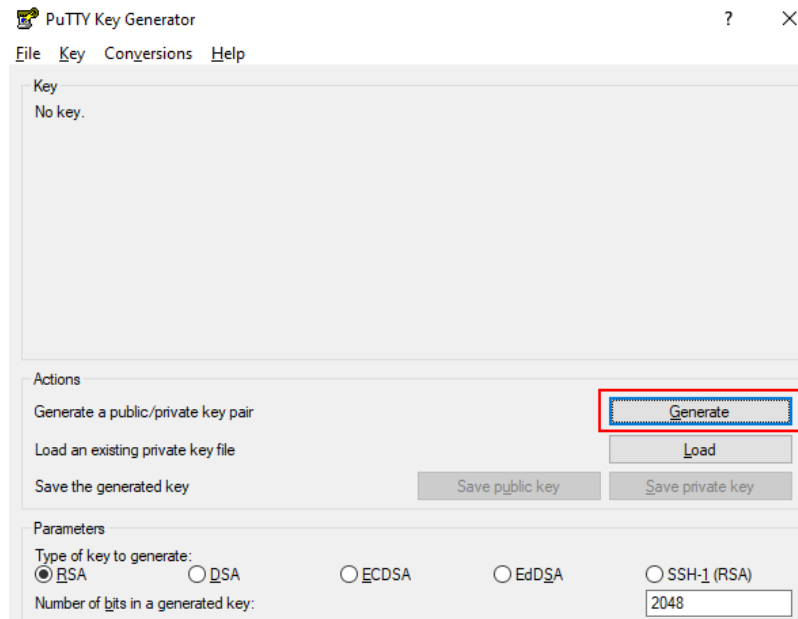 PuTTY Key Generator
?
File Key Conversions Help
Key
No key.
Actions
Generate a public/private key pair
Generate
Load an existing private key file
Load
Save the generated key
Save public key
Save private key
Parameters
Type of key to generate:
RSA DSA ECDSA EdDSA SSH-1 (RSA)
Number of bits in a generated key:
2048